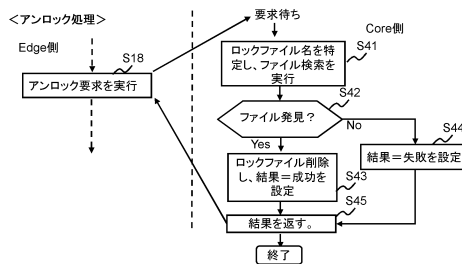 ＜アンロック処理＞
Edge側
S18
アンロック要求を実行
要求待ち
Core側
S41
ロックファイル名を特
定し、ファイル検索を
実行
S42
ファイル発見？
Yes
No
S44
結果＝失敗を設定
ロックファイル削除
し、結果＝成功を
設定
S43
S45
結果を返す。
終了